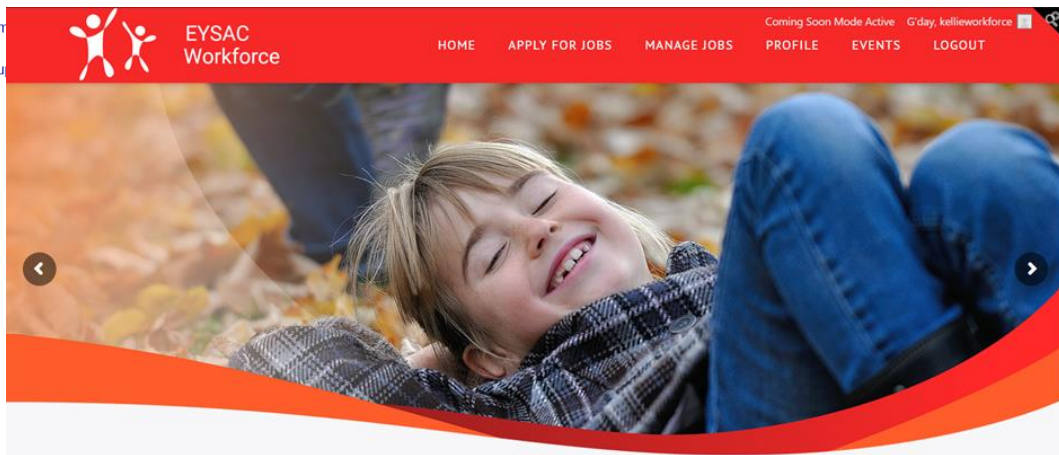 Coming Soon Mode Active G'day, kellieworkforce
EYSAC
Workforce
HOME APPLY FOR JOBS MANAGE JOBS PROFILE EVENTS LOGOUT